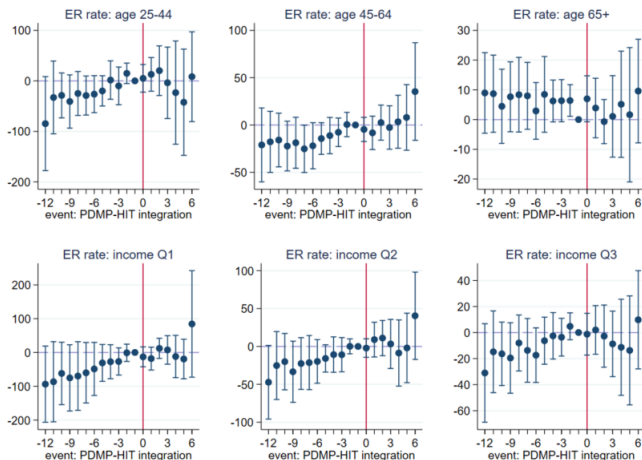 ER rate: age 25-44
100
0
-100
-200
-12 -9 -6 -3 0 3 6
event: PDMP-HIT integration
ER rate: age 45-64
100
50
0
-50
-12 -9 -6 -3 0 3 6
event: PDMP-HIT integration
ER rate: age 65+
30
20
10
0
-10
-20
-12 -9 -6 -3 0 3 6
event: PDMP-HIT integration
ER rate: income Q1
200
100
0
-100
-200
-12 -9 -6 -3 0 3 6
event: PDMP-HIT integration
ER rate: income Q2
100
50
0
-50
-100
-12 -9 -6 -3 0 3 6
event: PDMP-HIT integration
ER rate: income Q3
40
20
0
-20
-40
-60
-12 -9 -6 -3 0 3 6
event: PDMP-HIT integration